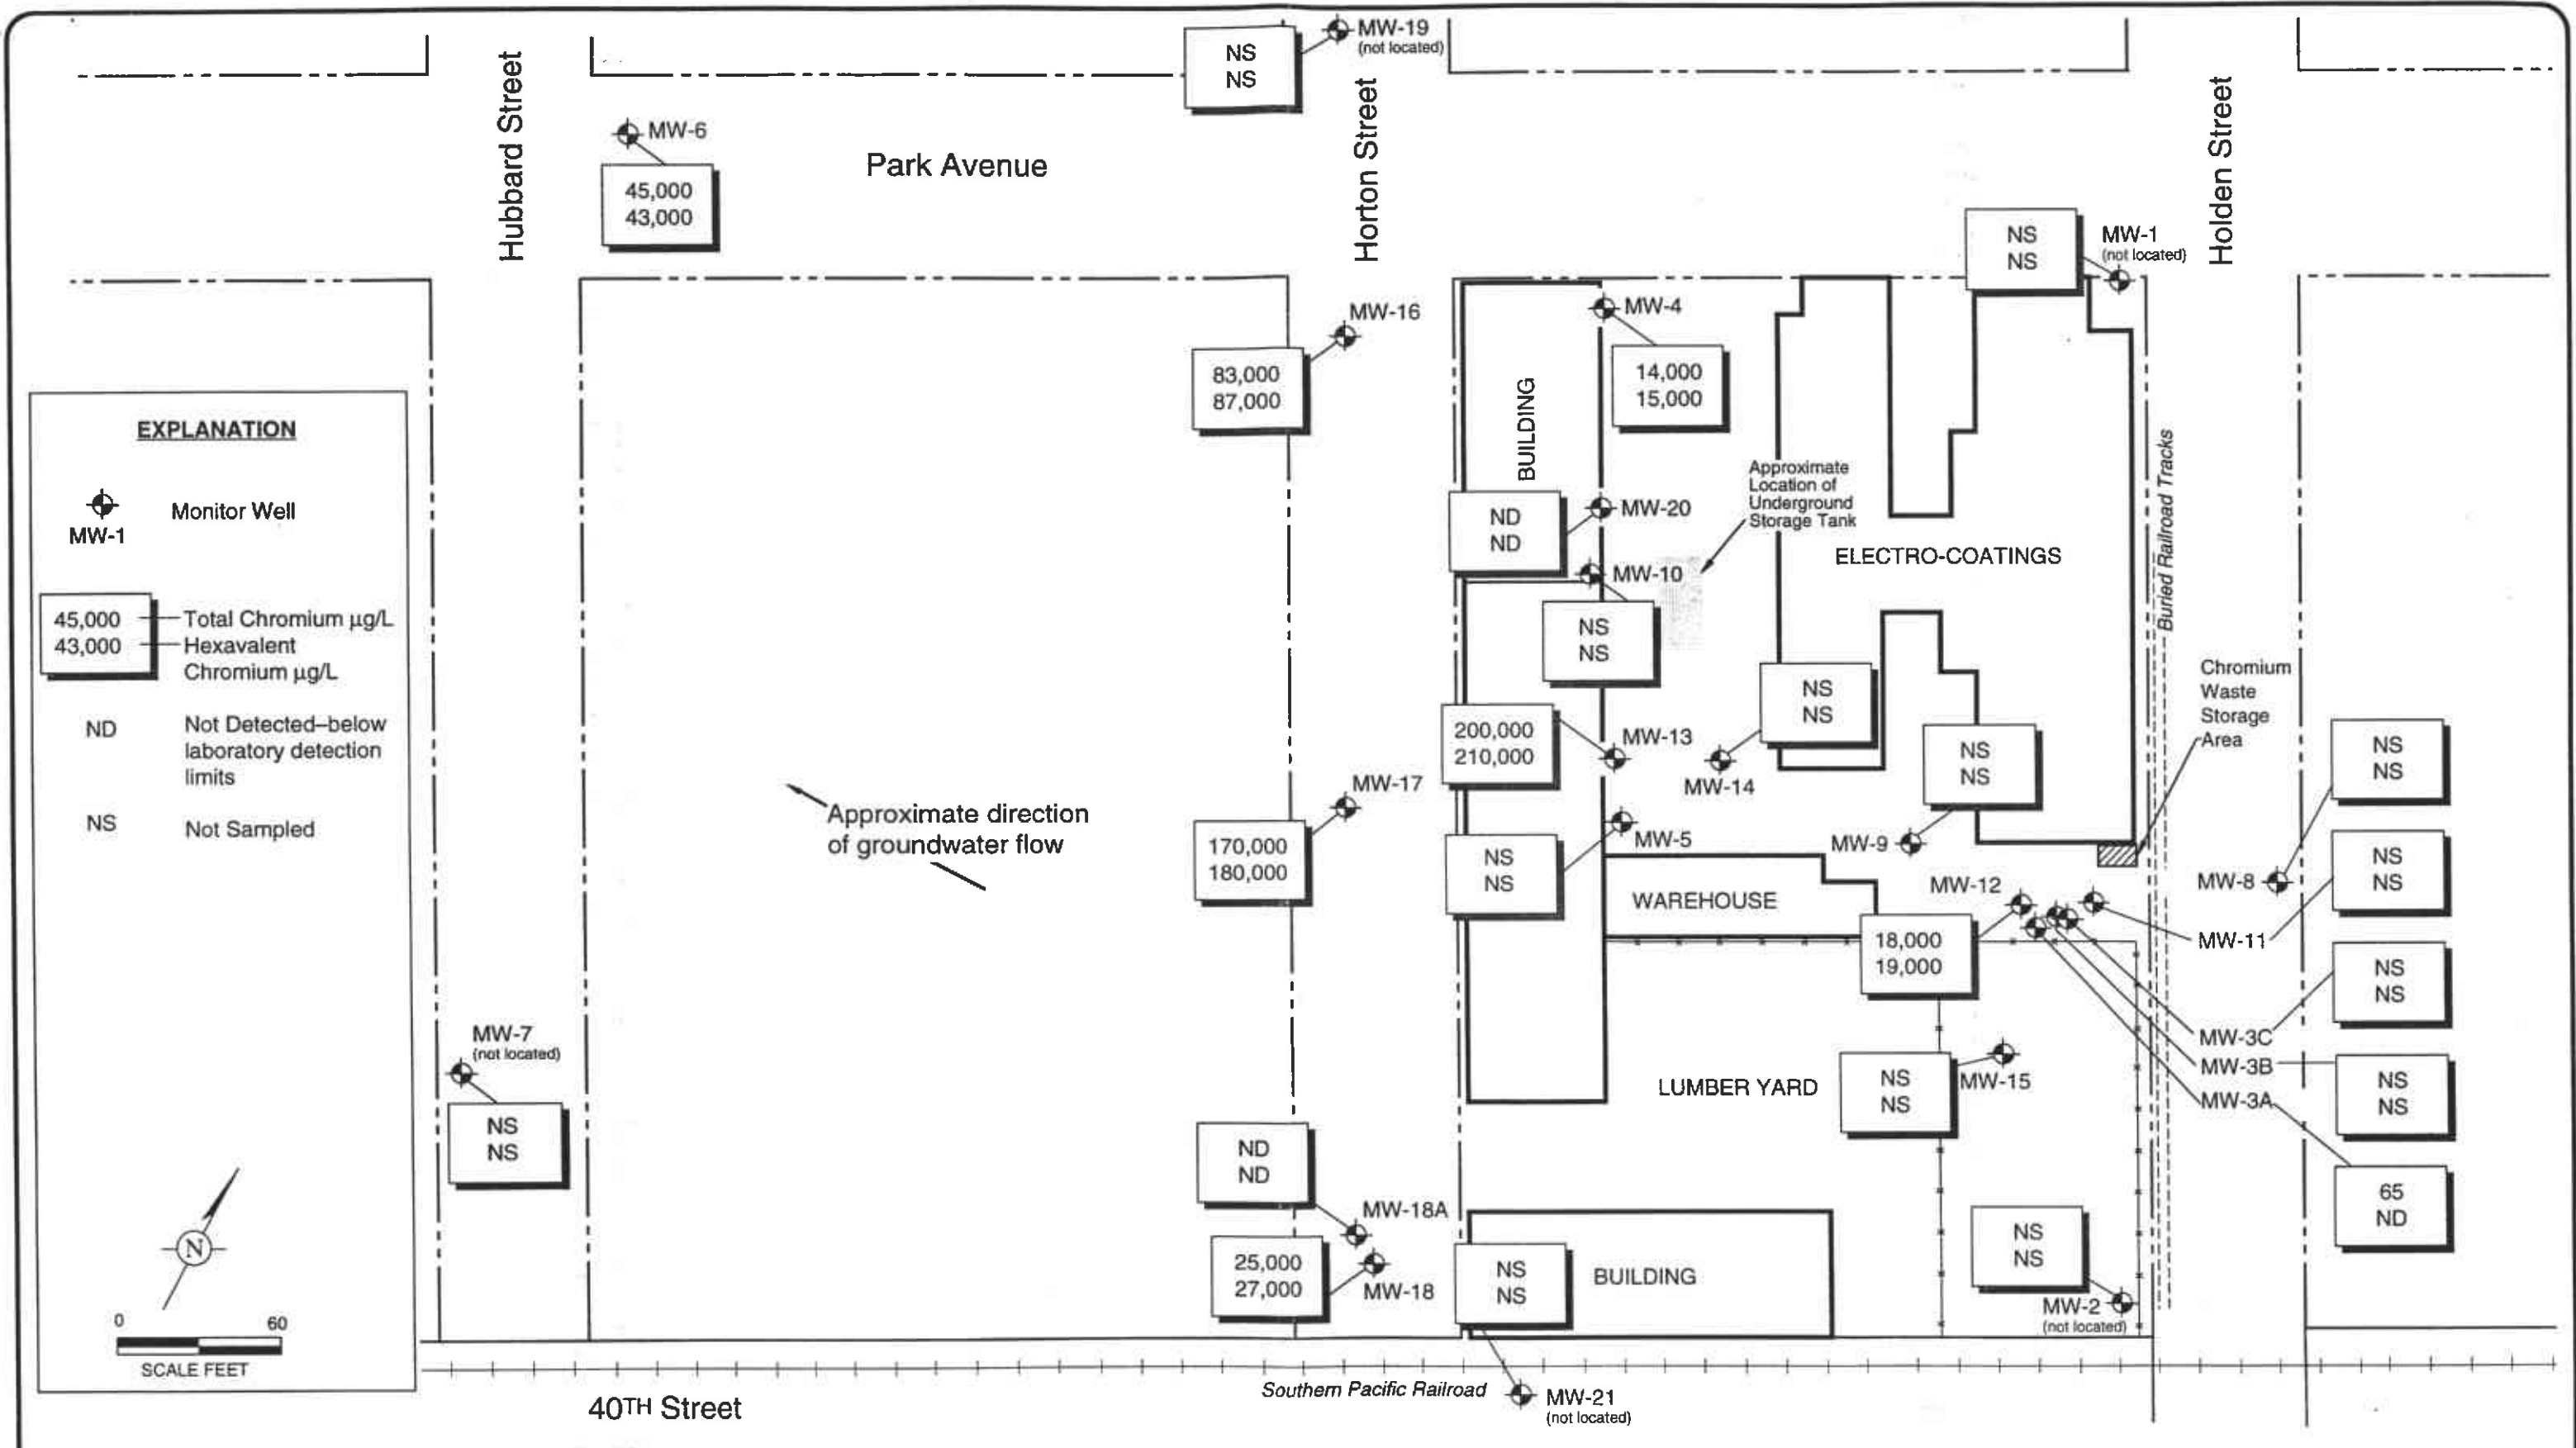 MW-19
(not located)
NS
NS
Hubbard Street
MW-6
45,000
43,000
Park Avenue
Horton Street
Holden Street
NS
NS
MW-1
(not located)
MW-16
83,000
87,000
MW-4
14,000
15,000
BUILDING
EXPLANATION
MW-1
Monitor Well
45,000
43,000
Total Chromium µg/L
Hexavalent
Chromium µg/L
ND
Not Detected–below
laboratory detection
limits
NS
Not Sampled
Approximate
Location of
Underground
Storage Tank
ND
ND
MW-20
MW-10
NS
NS
ELECTRO-COATINGS
Buried Railroad Tracks
NS
NS
MW-14
200,000
210,000
MW-13
NS
NS
MW-9
Chromium
Waste
Storage
Area
NS
NS
MW-8
Approximate direction
of groundwater flow
MW-17
170,000
180,000
NS
NS
MW-5
WAREHOUSE
MW-12
18,000
19,000
NS
NS
MW-11
NS
NS
MW-3C
MW-3B
NS
NS
MW-3A
65
ND
MW-7
(not located)
NS
NS
LUMBER YARD
NS
NS
MW-15
ND
ND
MW-18A
25,000
27,000
MW-18
NS
NS
BUILDING
NS
NS
MW-2
(not located)
N
0 60
SCALE FEET
Southern Pacific Railroad
MW-21
(not located)
40TH Street